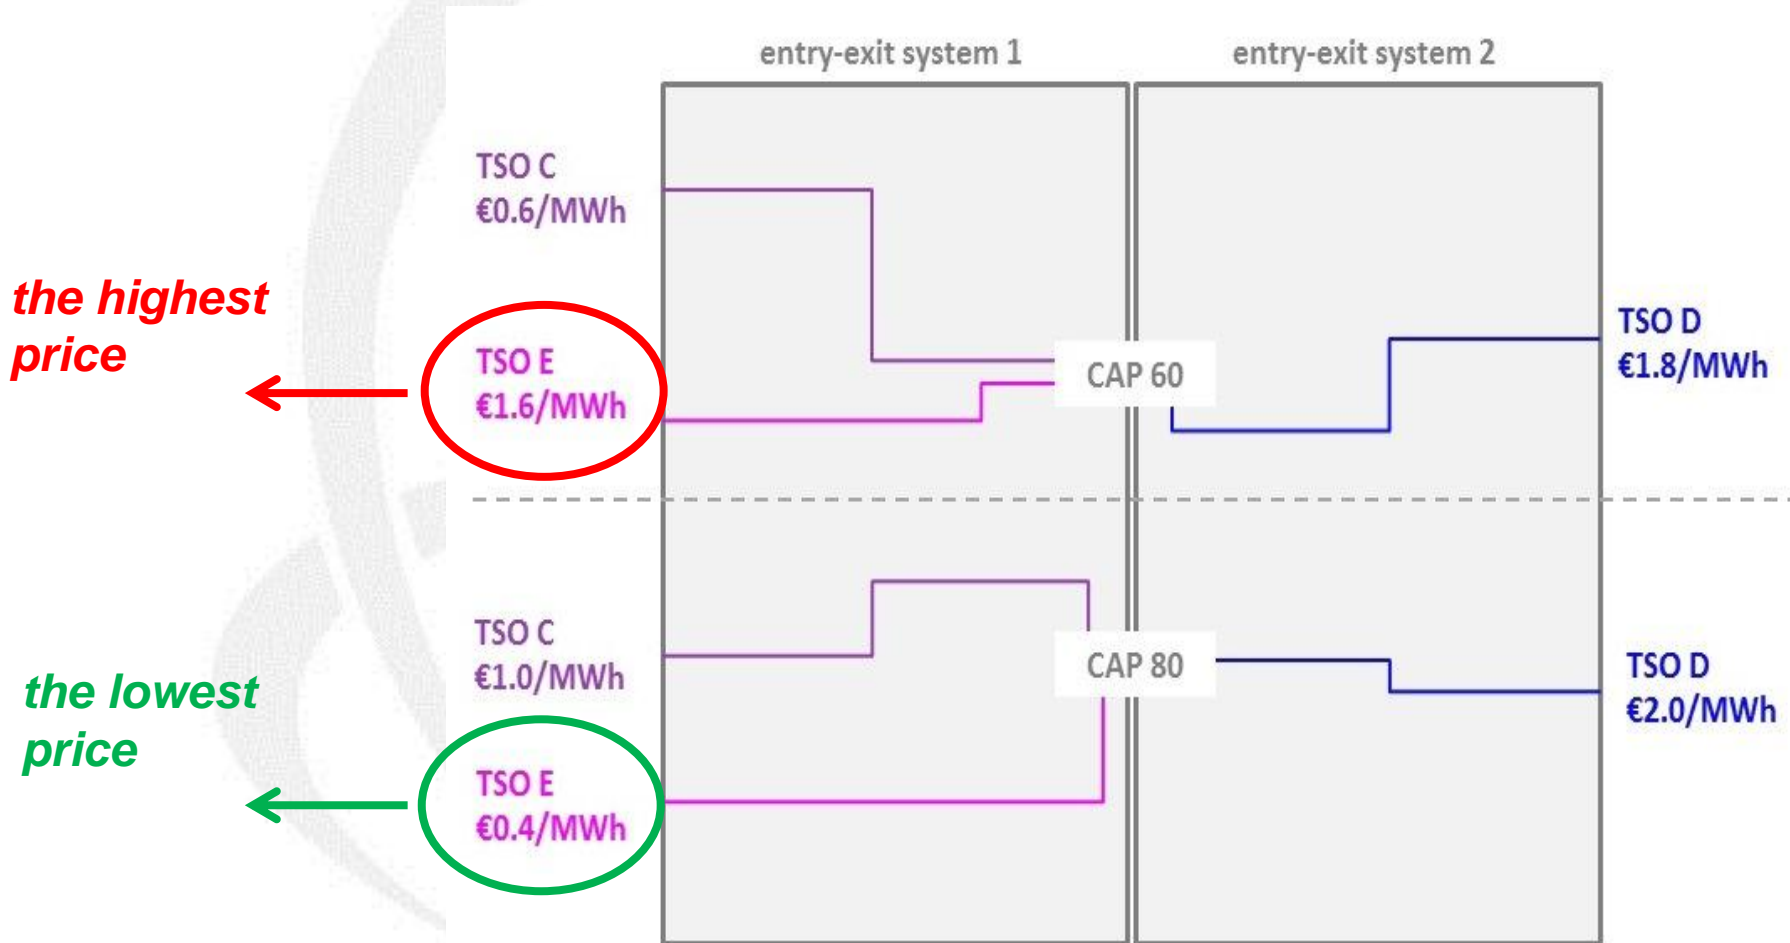 entry-exit system 1
entry-exit system 2
TSO C
€0.6/MWh
the highest
price
TSO E
€1.6/MWh
CAP 60
TSO D
€1.8/MWh
TSO C
€1.0/MWh
CAP 80
TSO D
€2.0/MWh
the lowest
price
TSO E
€0.4/MWh